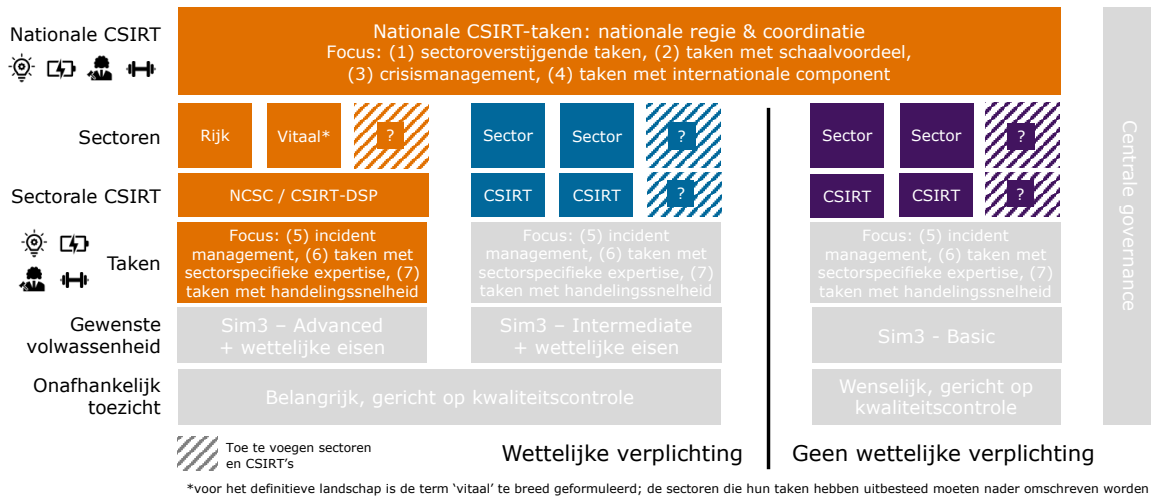 Nationale CSIRT
Nationale CSIRT-taken: nationale regie & coordinatie
Focus: (1) sectoroverstijgende taken, (2) taken met schaalvoordeel,
(3) crisismanagement, (4) taken met internationale component
Sectoren
Rijk
Vitaal*
?
Sector
Sector
?
Sector
Sector
?
Sectorale CSIRT
NCSC / CSIRT-DSP
CSIRT
CSIRT
?
CSIRT
CSIRT
?
Taken
Focus: (5) incident
management, (6) taken met
sectorspecifieke expertise, (7)
taken met handelingssnelheid
Focus: (5) incident
management, (6) taken met
sectorspecifieke expertise, (7)
taken met handelingssnelheid
Focus: (5) incident
management, (6) taken met
sectorspecifieke expertise, (7)
taken met handelingssnelheid
Gewenste
volwassenheid
Sim3 – Advanced
+ wettelijke eisen
Sim3 – Intermediate
+ wettelijke eisen
Sim3 - Basic
Onafhankelijk
toezicht
Belangrijk, gericht op kwaliteitscontrole
Wenselijk, gericht op
kwaliteitscontrole
Centrale governance
Toe te voegen sectoren
en CSIRT's
Wettelijke verplichting
Geen wettelijke verplichting
*voor het definitieve landschap is de term ‘vitaal’ te breed geformuleerd; de sectoren die hun taken hebben uitbesteed moeten nader omschreven worden